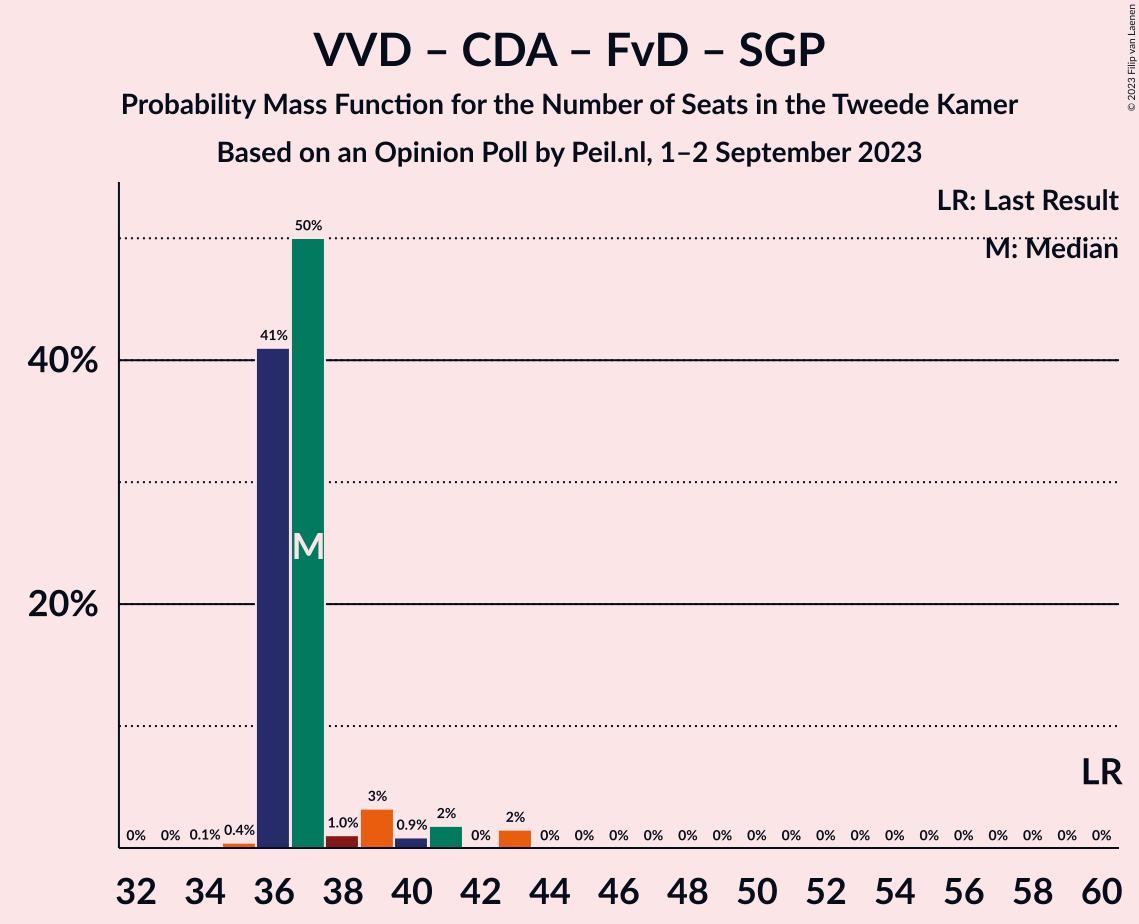 VVD – CDA – FvD – SGP
Probability Mass Function for the Number of Seats in the Tweede Kamer
Based on an Opinion Poll by Peil.nl, 1–2 September 2023
© 2023 Filip van Laenen
LR: Last Result
M: Median
50%
41%
40%
M
20%
LR
0% 0% 0.1% 0.4% 1.0% 3% 0.9% 2% 0% 2% 0% 0% 0% 0% 0% 0% 0% 0% 0% 0% 0% 0% 0% 0% 0% 0% 0%
32 34 36 38 40 42 44 46 48 50 52 54 56 58 60